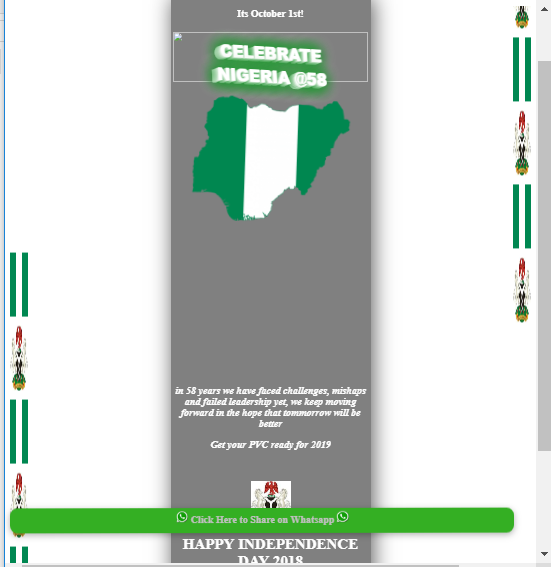 Its October 1st!
CELEBRATE
NIGERIA @58
in 58 years we have faced challenges, mishaps
and failed leadership yet, we keep moving
forward in the hope that tommorrow will be
better
Get your PVC ready for 2019
Click Here to Share on Whatsapp
HAPPY INDEPENDENCE
DAY 2018